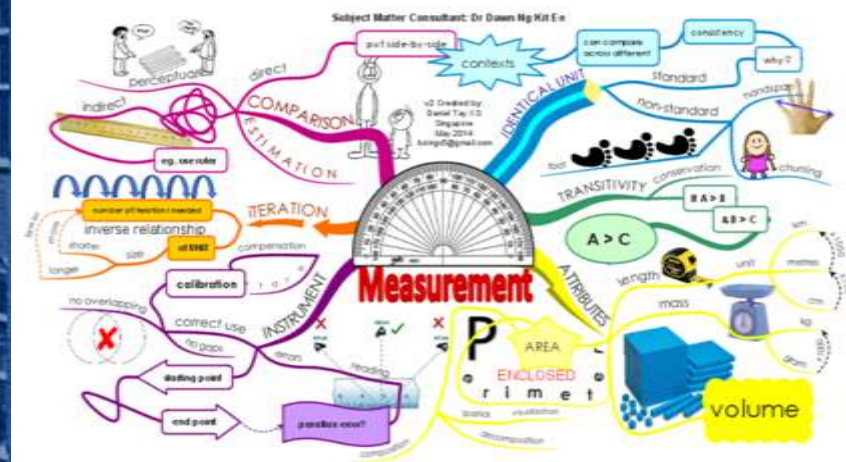 Subject Matter Consultant: Dr Dawn Ng Kit Ee
put side-by-side
contexts
can compare
across different
consistency
why?
IDENTICAL UNIT
standard
non-standard
handspan
foot
chunking
v2 Created by:
Daniel Tay.I.D
Singapore
May 2014
perceptual
direct
indirect
COMPARISON
ESTIMATION
eg. use ruler
TRANSITIVITY
conservation
If A > B
& B > C
A > C
number of iterations needed
ITERATION
inverse relationship
of UNIT
size
shorter
longer
more
compensation
calibration
INSTRUMENT
no overlapping
correct use
no gaps
errors
starting point
end point
parallax error?
reading
Measurement
ATTRIBUTES
length
unit
km
metres
cm
mass
kg
gram
volume
AREA
ENCLOSED
Perimeter
visualisation
composition
decomposition